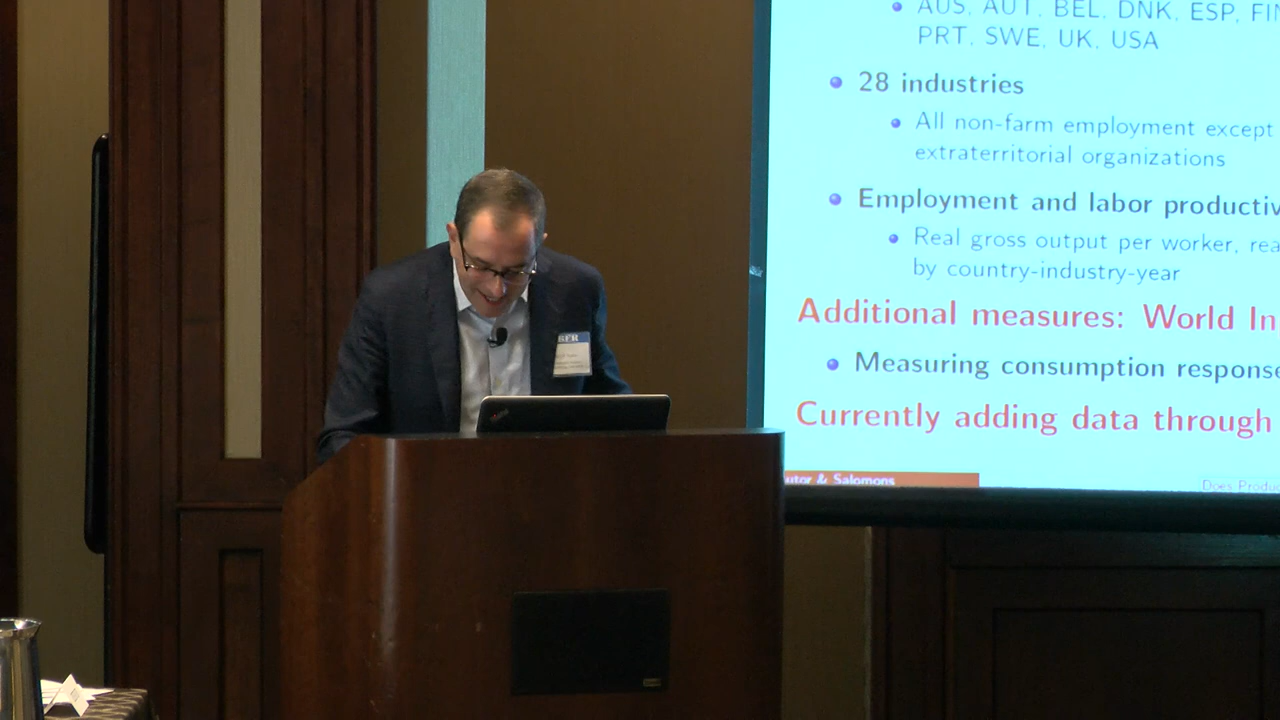 AUS, AUT, BEL, DNK, ESP, FIN
PRT, SWE, UK, USA
28 industries
All non-farm employment except
extraterritorial organizations
Employment and labor productiv
Real gross output per worker, rea
by country-industry-year
Additional measures: World In
Measuring consumption response
Currently adding data through
utor & Salomons
Does Produc